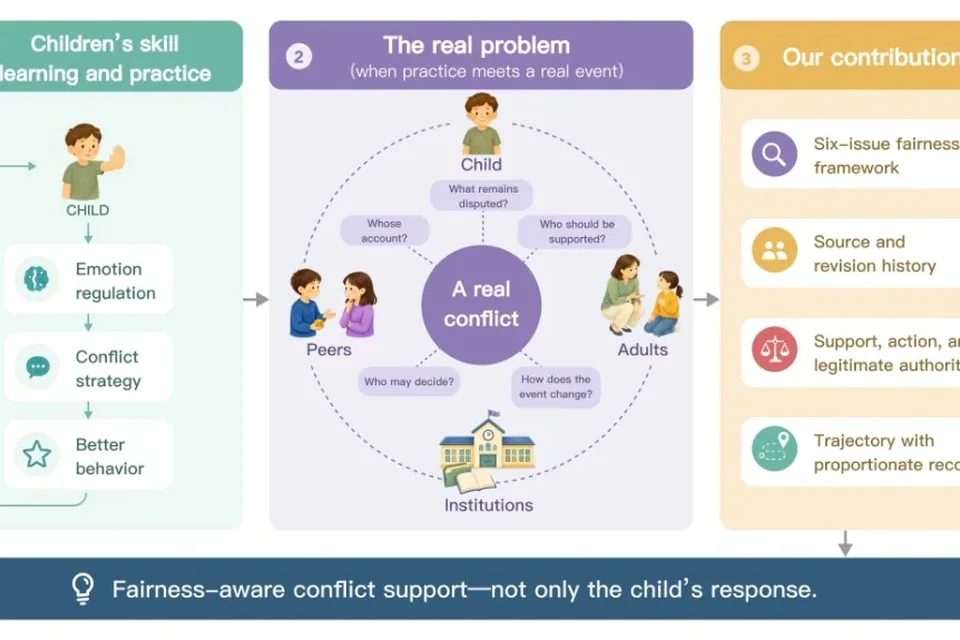 Children's skill
learning and practice
CHILD
Emotion
regulation
Conflict
strategy
Better
behavior
2
The real problem
(when practice meets a real event)
Child
What remains
disputed?
Whose
account?
Who should be
supported?
A real
conflict
Peers
Adults
Who may decide?
How does the
event change?
Institutions
3
Our contribution
Six-issue fairness
framework
Source and
revision history
Support, action,
legitimate
Trajectory with
proportionate
Fairness-aware conflict support—not only the child's response.